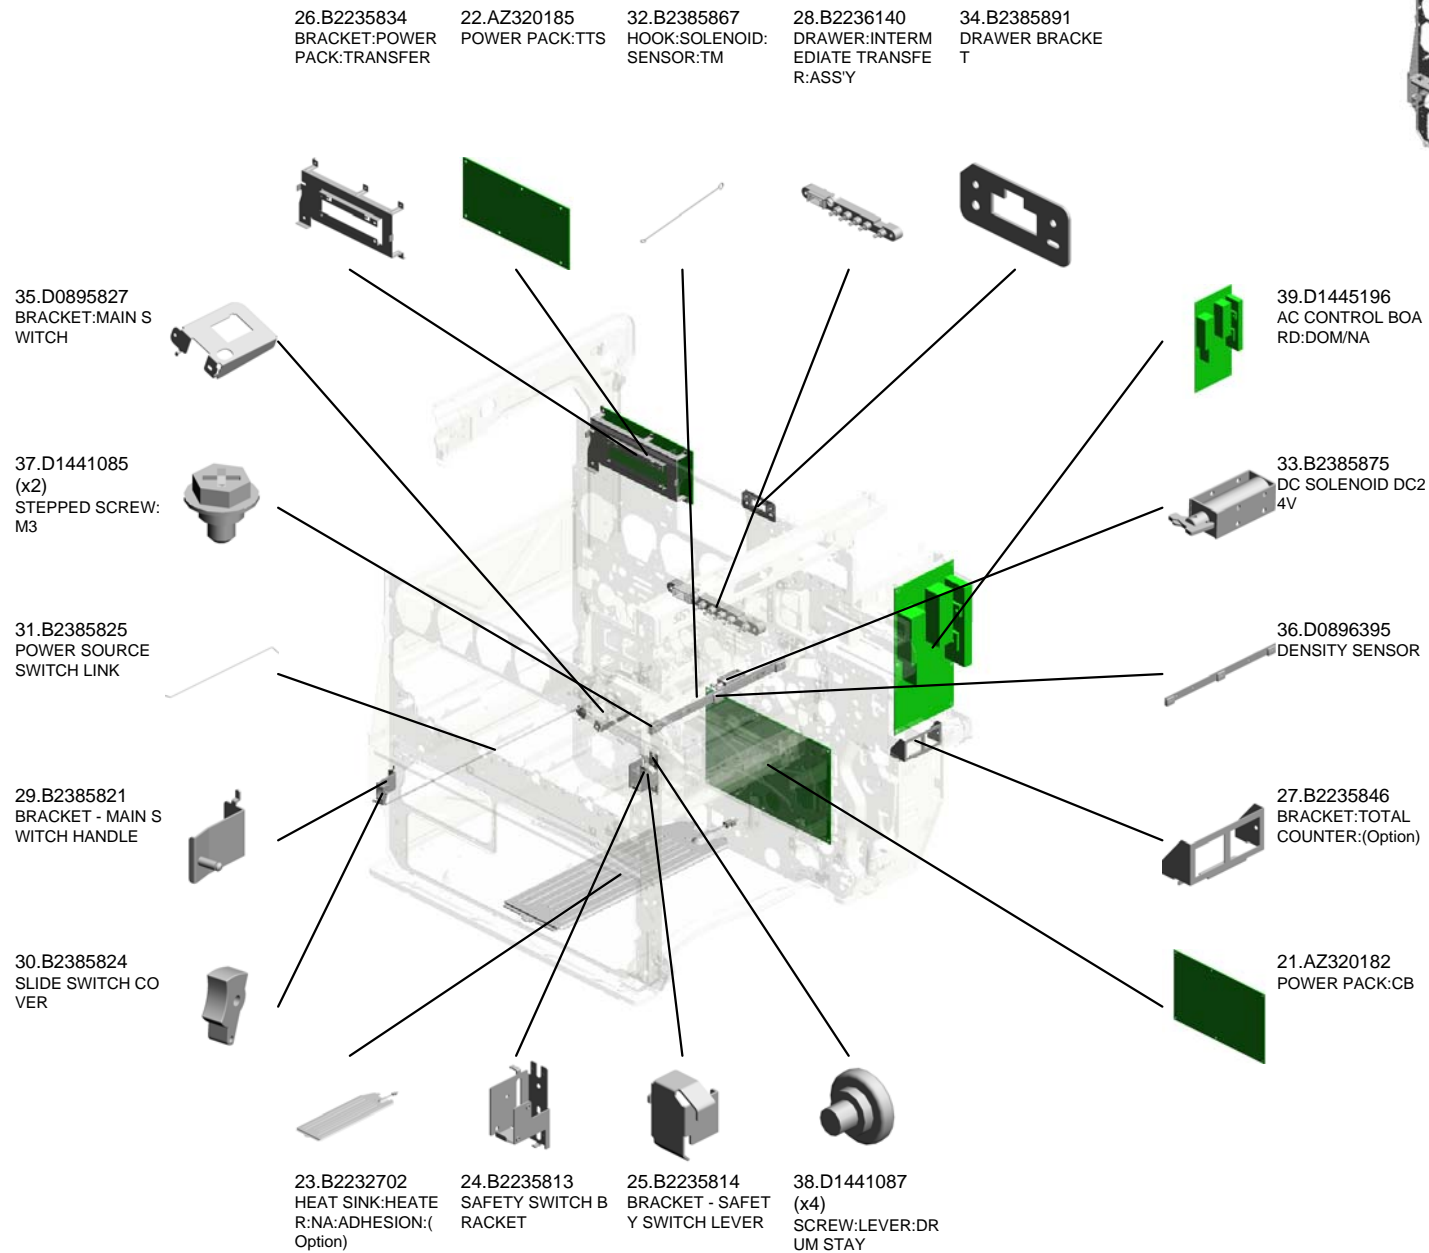 26.B2235834
BRACKET:POWER
PACK:TRANSFER
22.AZ320185
POWER PACK:TTS
32.B2385867
HOOK:SOLENOID:
SENSOR:TM
28.B2236140
DRAWER:INTERM
EDIATE TRANSFE
R:ASS'Y
34.B2385891
DRAWER BRACKE
T
35.D0895827
BRACKET:MAIN S
WITCH
39.D1445196
AC CONTROL BOA
RD:DOM/NA
37.D1441085
(x2)
STEPPED SCREW:
M3
33.B2385875
DC SOLENOID DC2
4V
31.B2385825
POWER SOURCE
SWITCH LINK
36.D0896395
DENSITY SENSOR
29.B2385821
BRACKET - MAIN S
WITCH HANDLE
27.B2235846
BRACKET:TOTAL
COUNTER:(Option)
30.B2385824
SLIDE SWITCH CO
VER
21.AZ320182
POWER PACK:CB
23.B2232702
HEAT SINK:HEATE
R:NA:ADHESION:(
Option)
24.B2235813
SAFETY SWITCH B
RACKET
25.B2235814
BRACKET - SAFET
Y SWITCH LEVER
38.D1441087
(x4)
SCREW:LEVER:DR
UM STAY